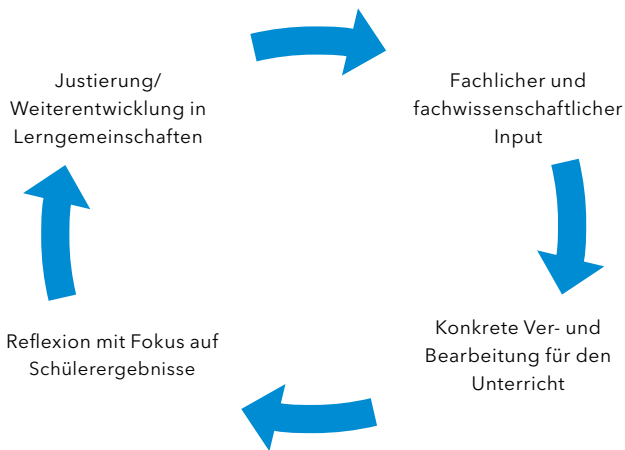 Justierung/
Weiterentwicklung in
Lerngemeinschaften
Fachlicher und
fachwissenschaftlicher
Input
Konkrete Ver- und
Bearbeitung für den
Unterricht
Reflexion mit Fokus auf
Schülerergebnisse